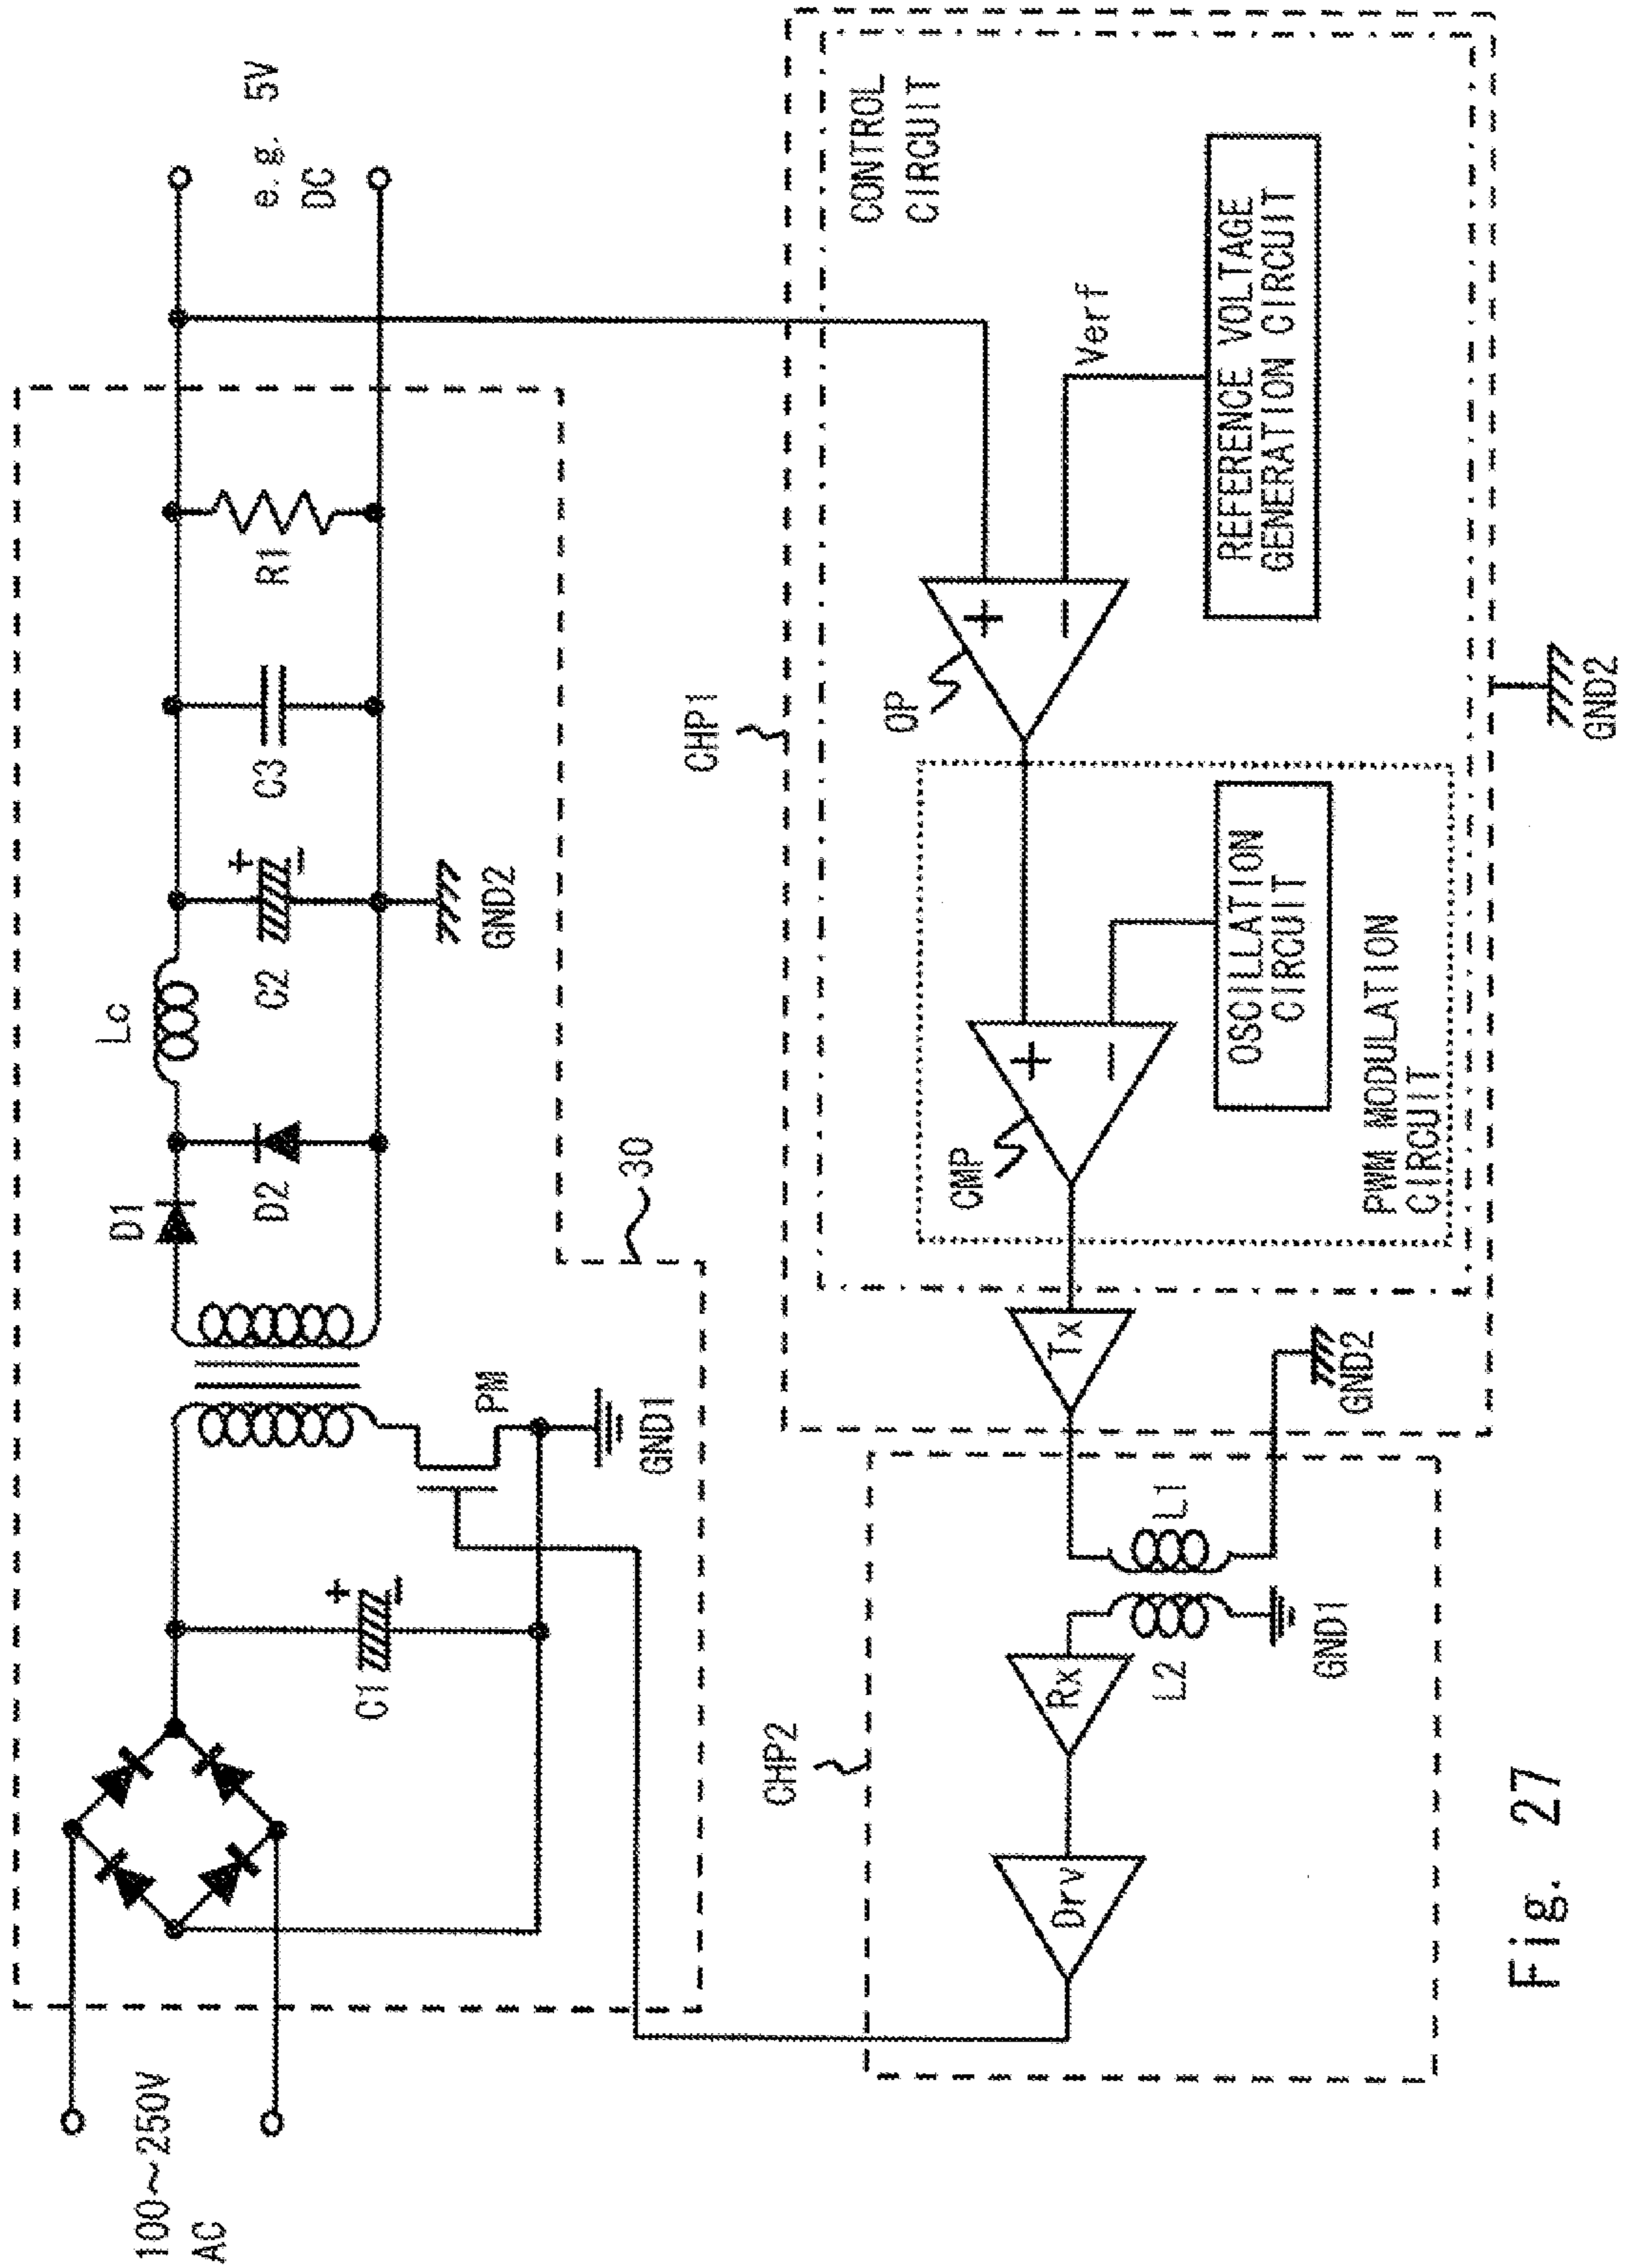 100~250V
AC
D1
Lc
D2
C2
+
C3
R1
e.g. 5V
DC
C1
+
PM
GND1
GND2
30
CHP1
CONTROL
CIRCUIT
OP
+
−
Verf
REFERENCE VOLTAGE
GENERATION CIRCUIT
CMP
+
−
OSCILLATION
CIRCUIT
PWM MODULATION
CIRCUIT
GND2
CHP2
Drv
Rx
L2
L1
Tx
GND1
GND2
Fig. 27